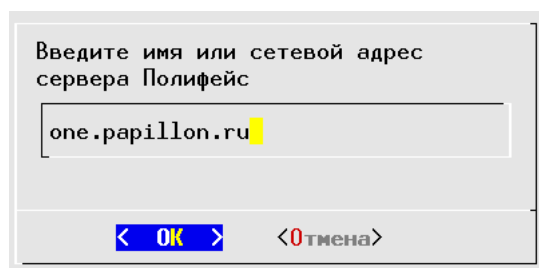 Введите имя или сетевой адрес
сервера Полифейс
one.papillon.ru
< OK > <Отмена>